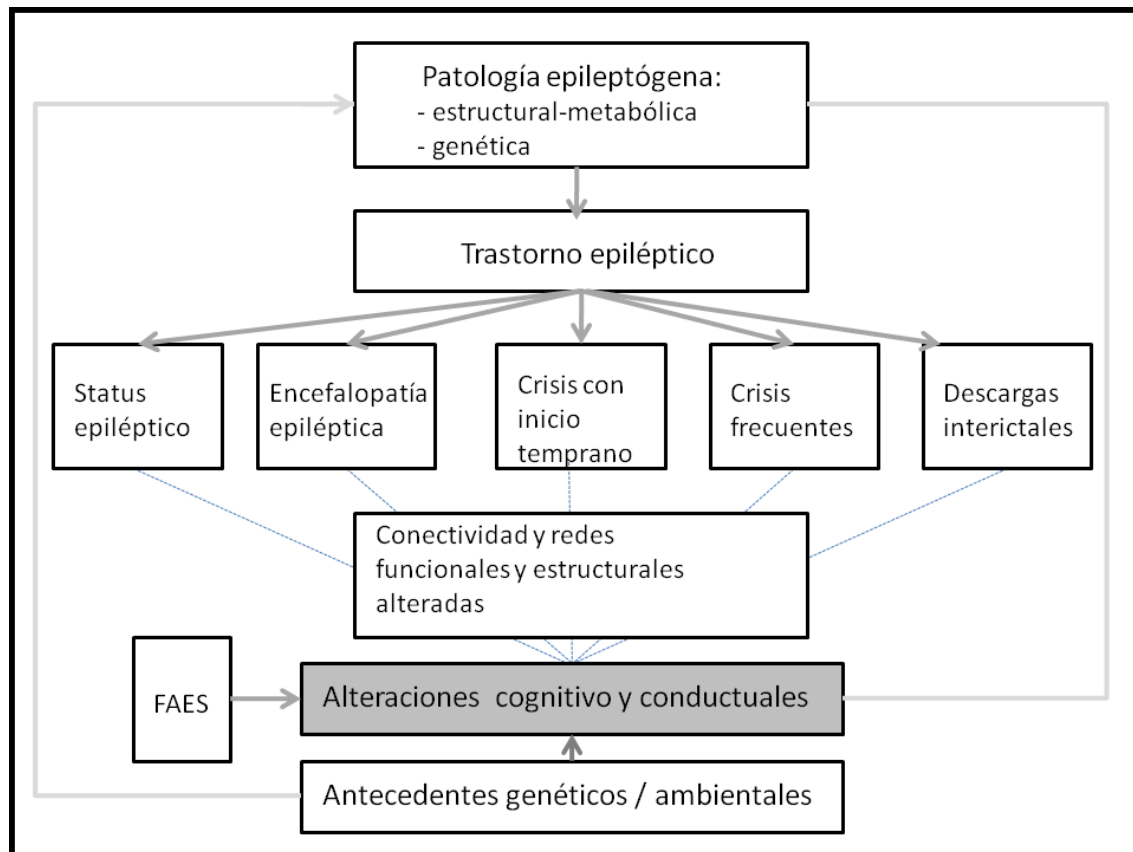 Patología epileptógena:
- estructural-metabólica
- genética
Trastorno epiléptico
Status
epiléptico
Encefalopatía
epiléptica
Crisis con
inicio
temprano
Crisis
frecuentes
Descargas
interictales
Conectividad y redes
funcionales y estructurales
alteradas
FAES
Alteraciones cognitivo y conductuales
Antecedentes genéticos / ambientales